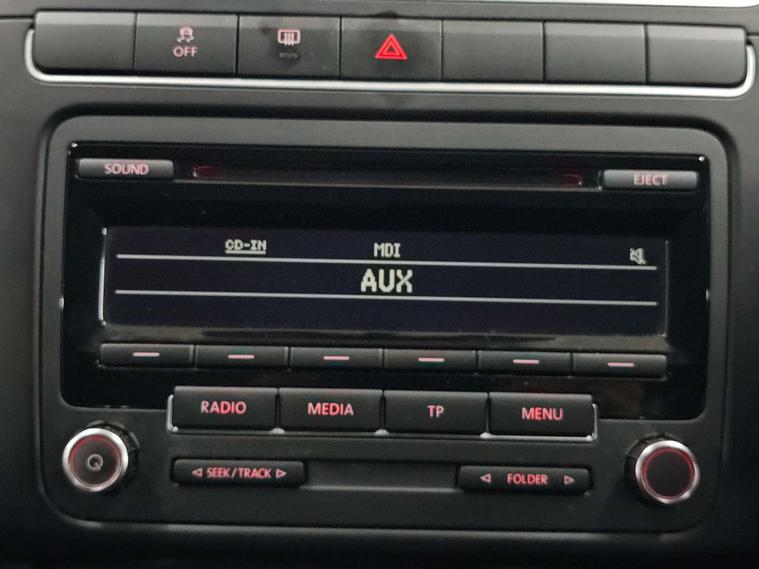 OFF
SOUND
EJECT
CD-IN MDI
AUX
RADIO MEDIA TP MENU
SEEK/TRACK FOLDER